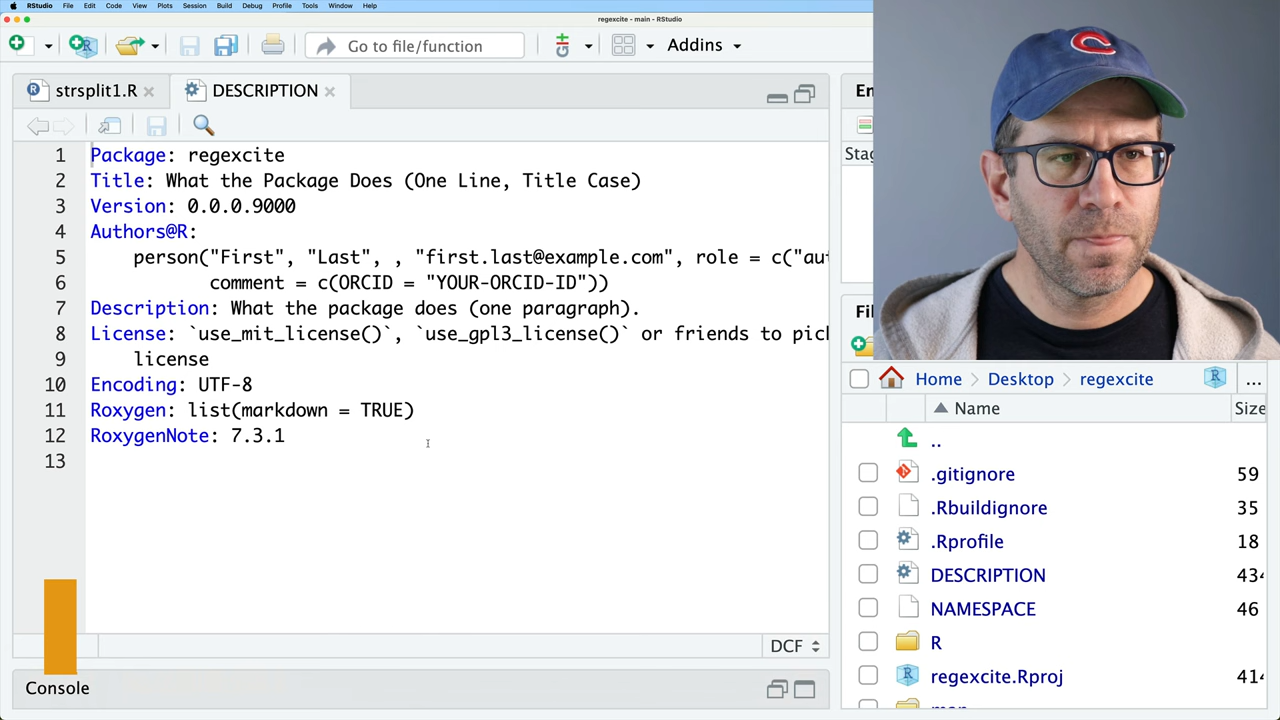 RStudio File Edit Code View Plots Session Build Debug Profile Tools Window Help
regexcite - main - RStudio
Go to file/function
Addins
strsplit1.R
DESCRIPTION
1 Package: regexcite
2 Title: What the Package Does (One Line, Title Case)
3 Version: 0.0.0.9000
4 Authors@R:
5 person("First", "Last", , "first.last@example.com", role = c("au
6 comment = c(ORCID = "YOUR-ORCID-ID"))
7 Description: What the package does (one paragraph).
8 License: `use_mit_license()`, `use_gpl3_license()` or friends to pick
9 license
10 Encoding: UTF-8
11 Roxygen: list(markdown = TRUE)
12 RoxygenNote: 7.3.1
13
DCF
Console
En
Stag
Fil
Home Desktop regexcite ...
Name Size
..
.gitignore 59
.Rbuildignore 35
.Rprofile 18
DESCRIPTION 434
NAMESPACE 46
R
regexcite.Rproj 414
C